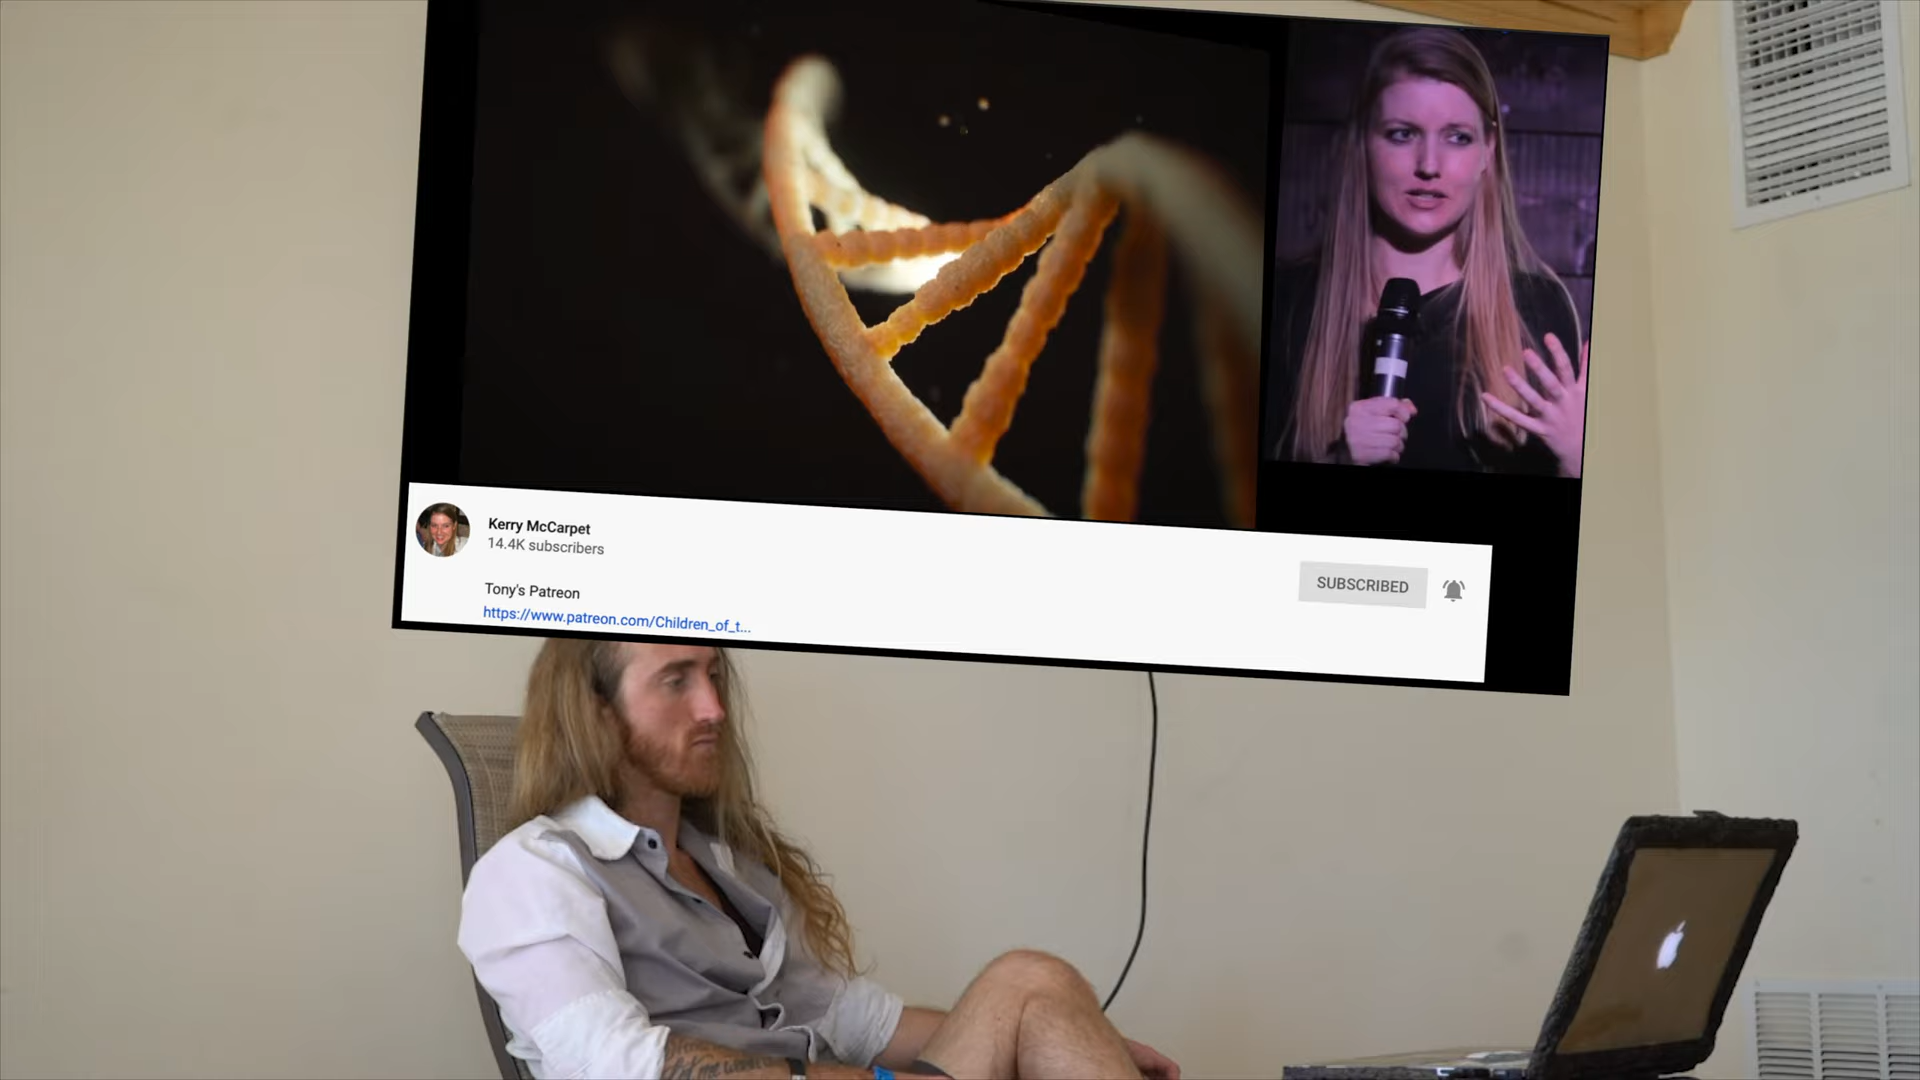 Kerry McCarpet
14.4K subscribers
SUBSCRIBED
Tony's Patreon
https://www.patreon.com/Children_of_t...